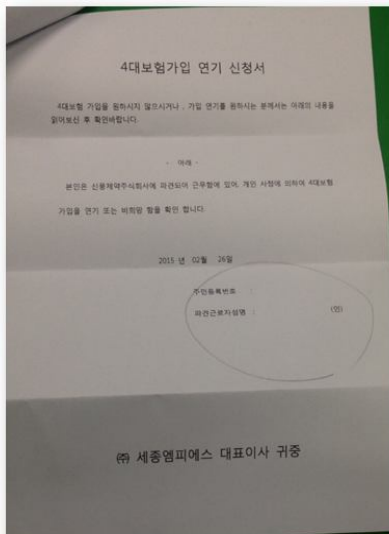 4대보험가입 연기 신청서
4대보험 가입을 원하시지 않으시거나, 가입 연기를 원하시는 분께서는 아래의 내용을
읽어보신 후 확인바랍니다.
- 아래 -
본인은 신풍제약주식회사에 파견되어 근무함에 있어, 개인 사정에 의하여 4대보험
가입을 연기 또는 비희망 함을 확인 합니다.
2015 년 02월 26일
주민등록번호 :
파견근로자성명 : (인)
㈜ 세종엠피에스 대표이사 귀중